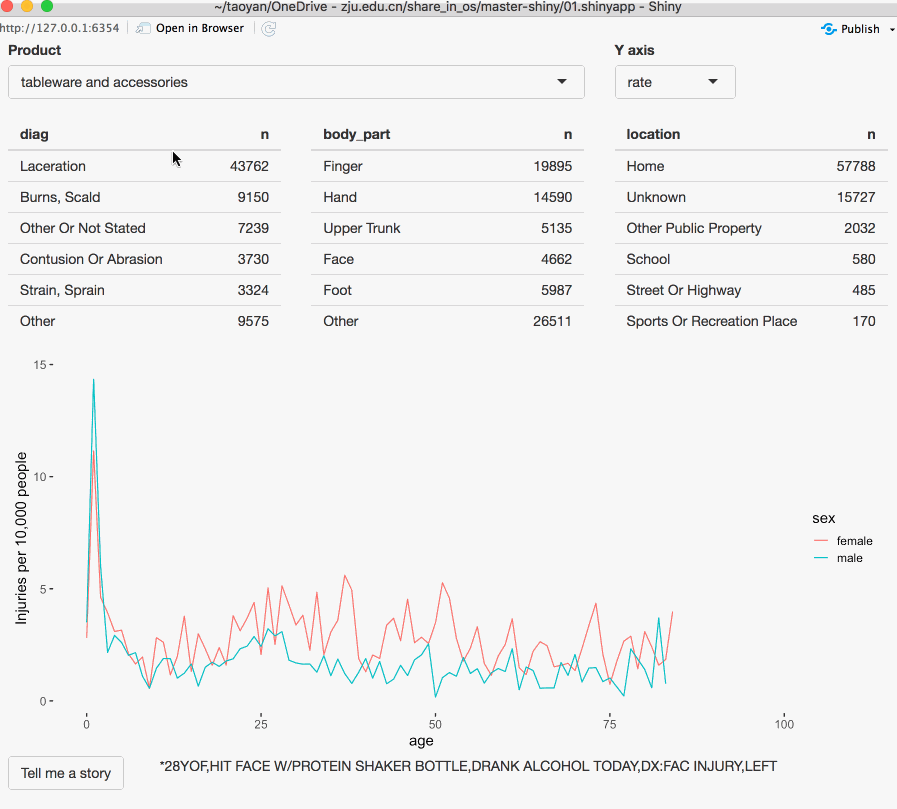 ~/taoyan/OneDrive - zju.edu.cn/share_in_os/master-shiny/01.shinyapp - Shiny
http://127.0.0.1:6354 Open in Browser Publish
Product Y axis
tableware and accessories rate
diag n body_part n location n
Laceration 43762 Finger 19895 Home 57788
Burns, Scald 9150 Hand 14590 Unknown 15727
Other Or Not Stated 7239 Upper Trunk 5135 Other Public Property 2032
Contusion Or Abrasion 3730 Face 4662 School 580
Strain, Sprain 3324 Foot 5987 Street Or Highway 485
Other 9575 Other 26511 Sports Or Recreation Place 170
15
10
5
0
Injuries per 10,000 people
sex
female
male
0 25 50 75 100
age
Tell me a story *28YOF,HIT FACE W/PROTEIN SHAKER BOTTLE,DRANK ALCOHOL TODAY,DX:FAC INJURY,LEFT